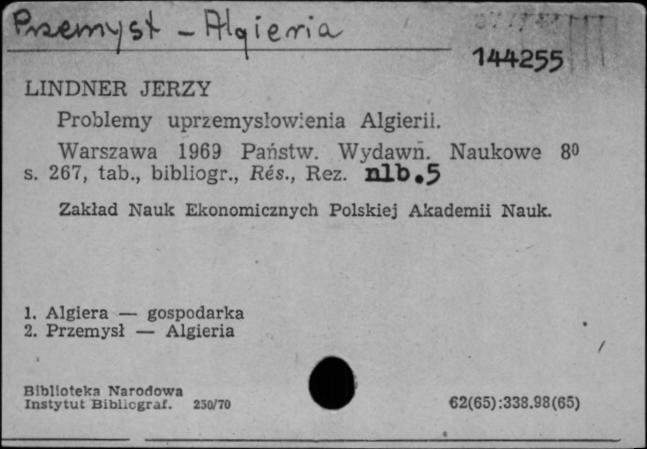 Przemysł - Algieria
144255
LINDNER JERZY
Problemy uprzemysłowienia Algierii.
Warszawa 1969 Państw. Wydawn. Naukowe 8⁰
s. 267, tab., bibliogr., Rés., Rez. nlb.5
Zakład Nauk Ekonomicznych Polskiej Akademii Nauk.
1. Algiera — gospodarka
2. Przemysł — Algieria
Biblioteka Narodowa
Instytut Bibliograf. 250/70
62(65):338.98(65)